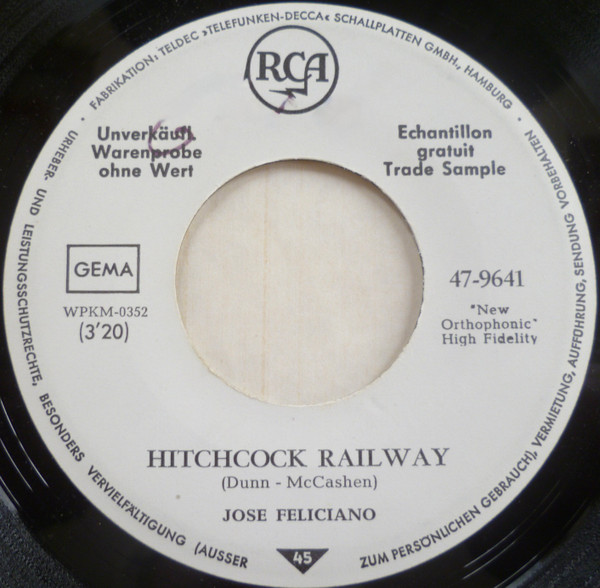 FABRIKATION: TELDEC »TELEFUNKEN-DECCA« SCHALLPLATTEN GMBH., HAMBURG •
URHEBER- UND LEISTUNGSSCHUTZRECHTE, BESONDERS VERVIELFÄLTIGUNG (AUSSER
ZUM PERSÖNLICHEN GEBRAUCH), VERMIETUNG, AUFFÜHRUNG, SENDUNG VORBEHALTEN
RCA
Unverkäufl.
Warenprobe
ohne Wert
Echantillon
gratuit
Trade Sample
GEMA
WPKM-0352
(3'20)
47-9641
"New
Orthophonic"
High Fidelity
HITCHCOCK RAILWAY
(Dunn - McCashen)
JOSE FELICIANO
45